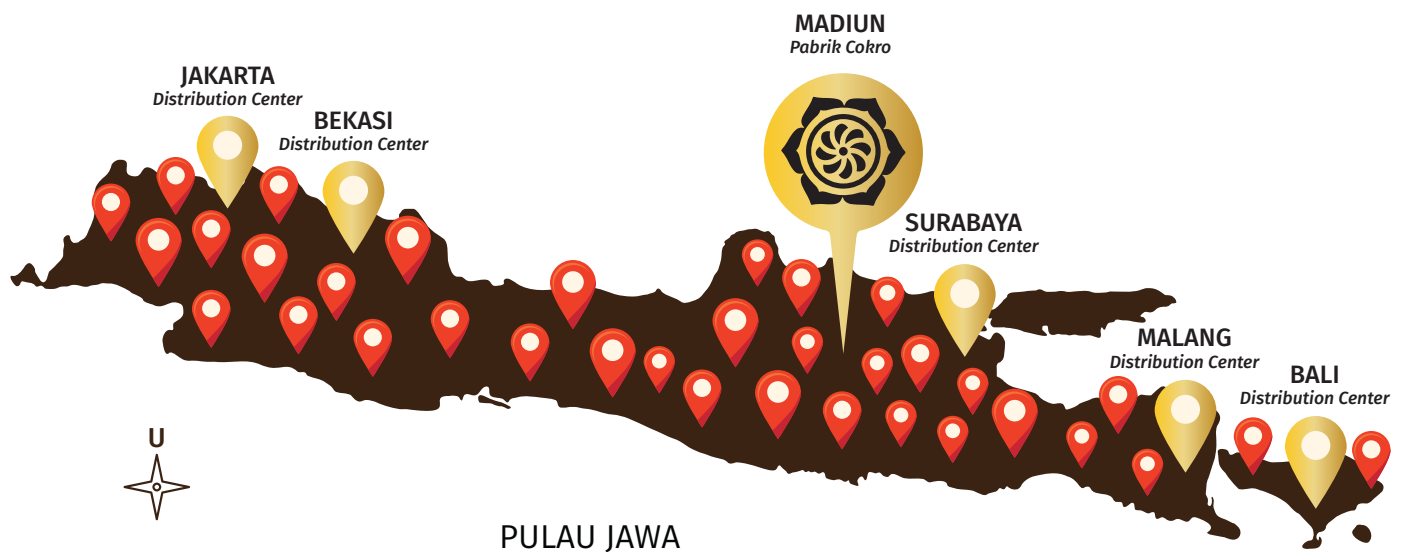 MADIUN
Pabrik Cokro
JAKARTA
Distribution Center
BEKASI
Distribution Center
SURABAYA
Distribution Center
MALANG
Distribution Center
BALI
Distribution Center
U
PULAU JAWA